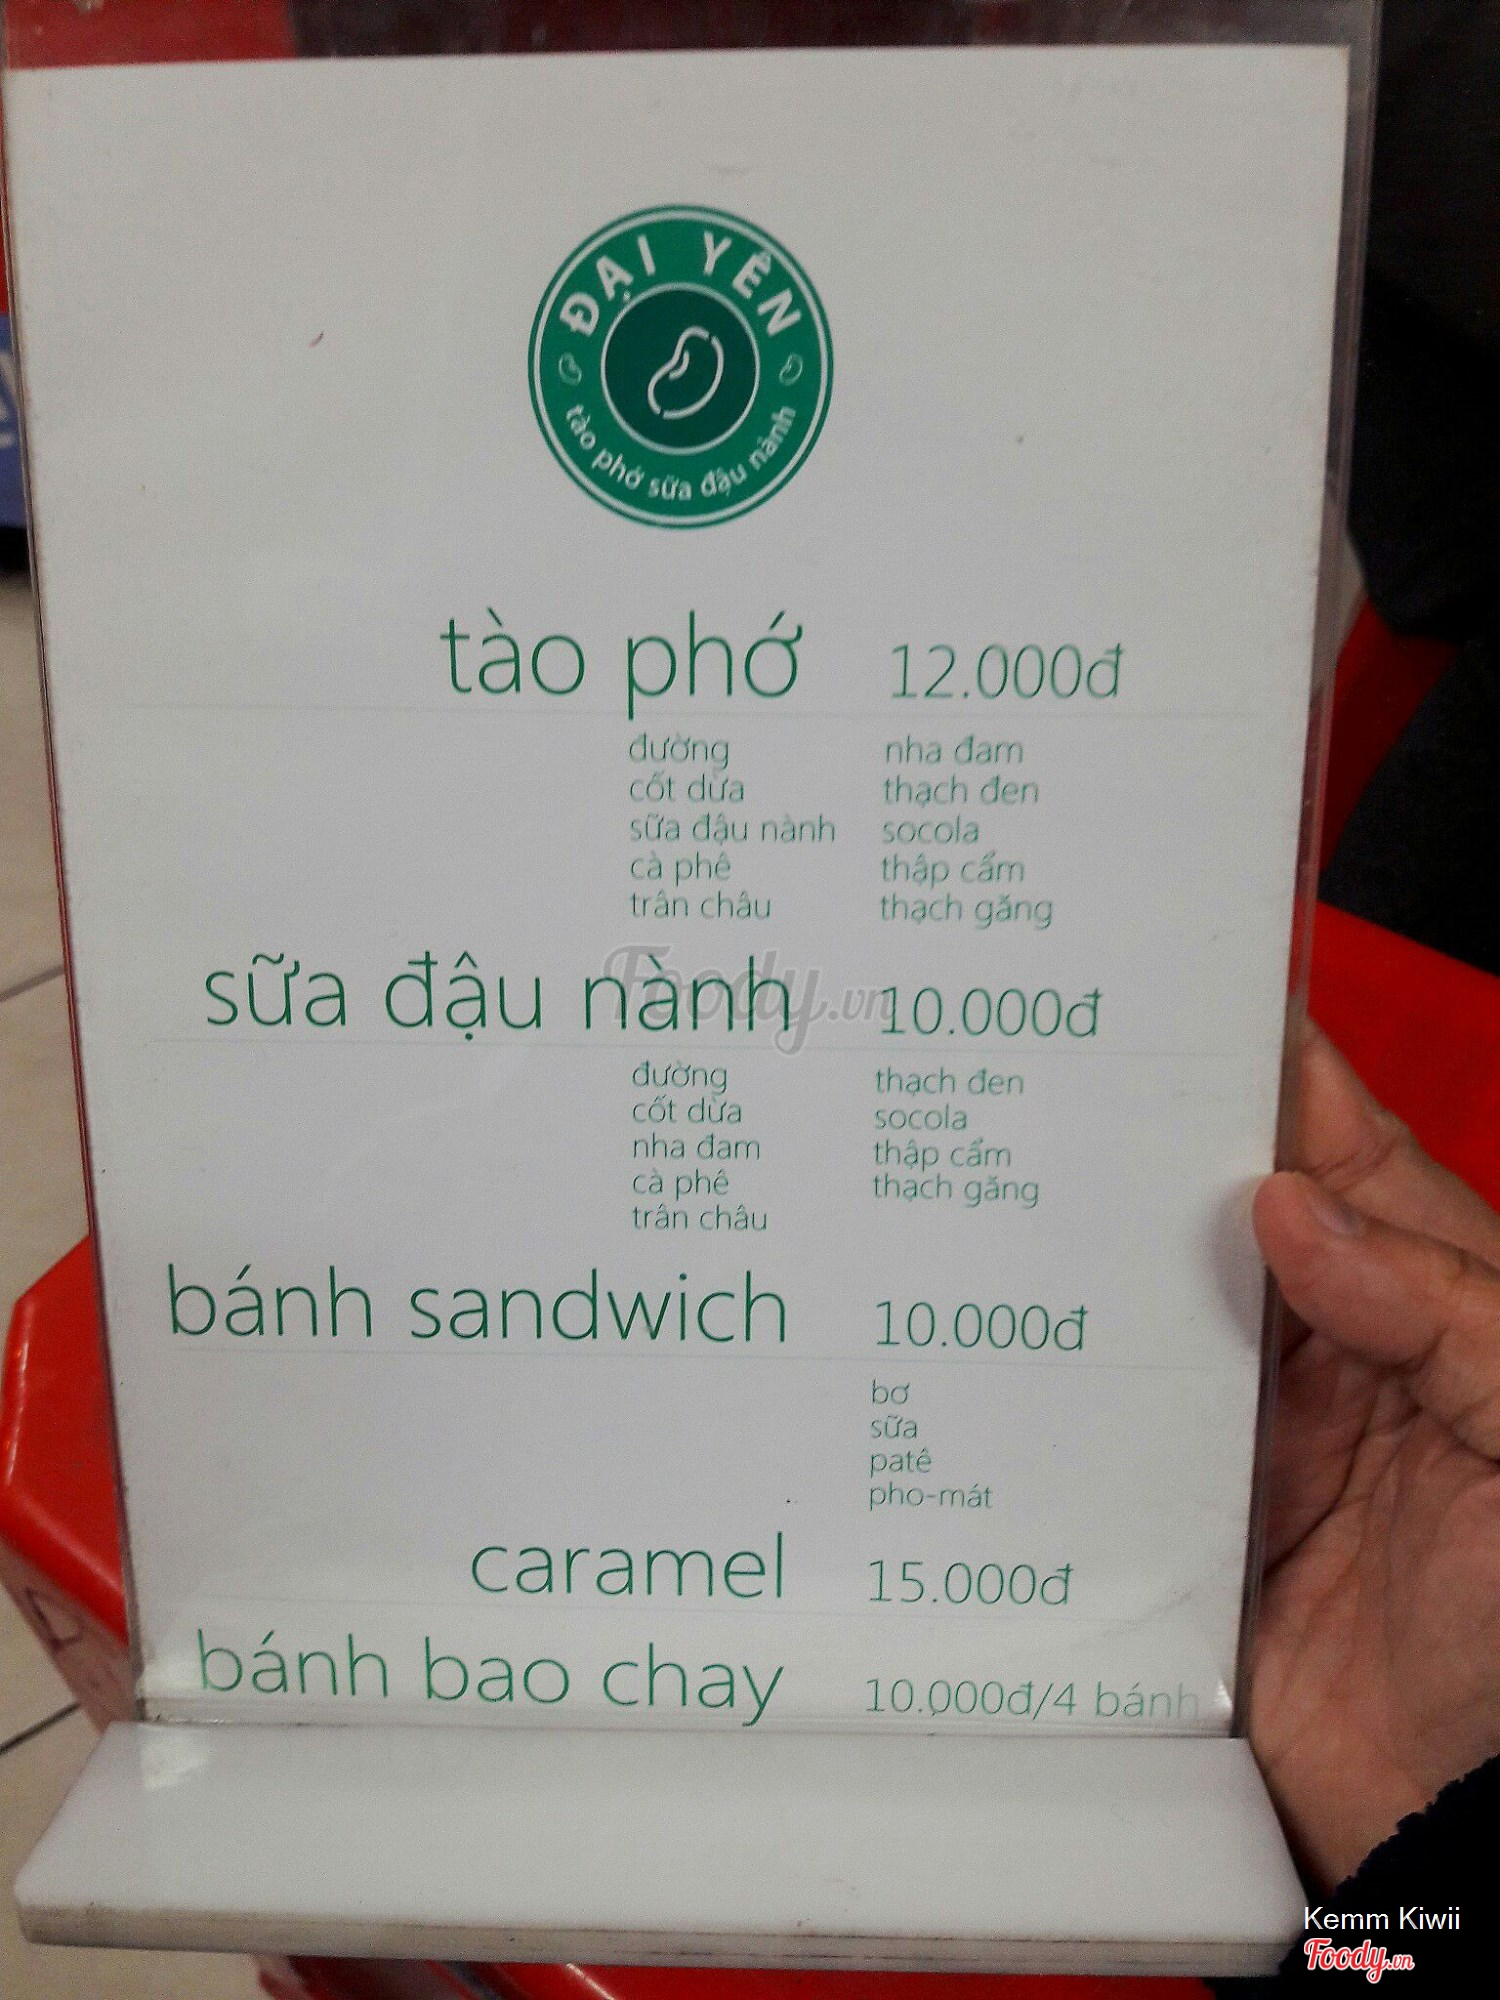 ĐẠI YÊN
tào phớ sữa đậu nành
tào phớ 12.000đ
đường nha đam
cốt dừa thạch đen
sữa đậu nành socola
cà phê thập cẩm
trân châu thạch găng
Foody.vn
sữa đậu nành 10.000đ
đường thạch đen
cốt dừa socola
nha đam thập cẩm
cà phê thạch găng
trân châu
bánh sandwich 10.000đ
bơ
sữa
patê
pho-mát
caramel 15.000đ
bánh bao chay 10.000đ/4 bánh
Kemm Kiwii
Foody.vn